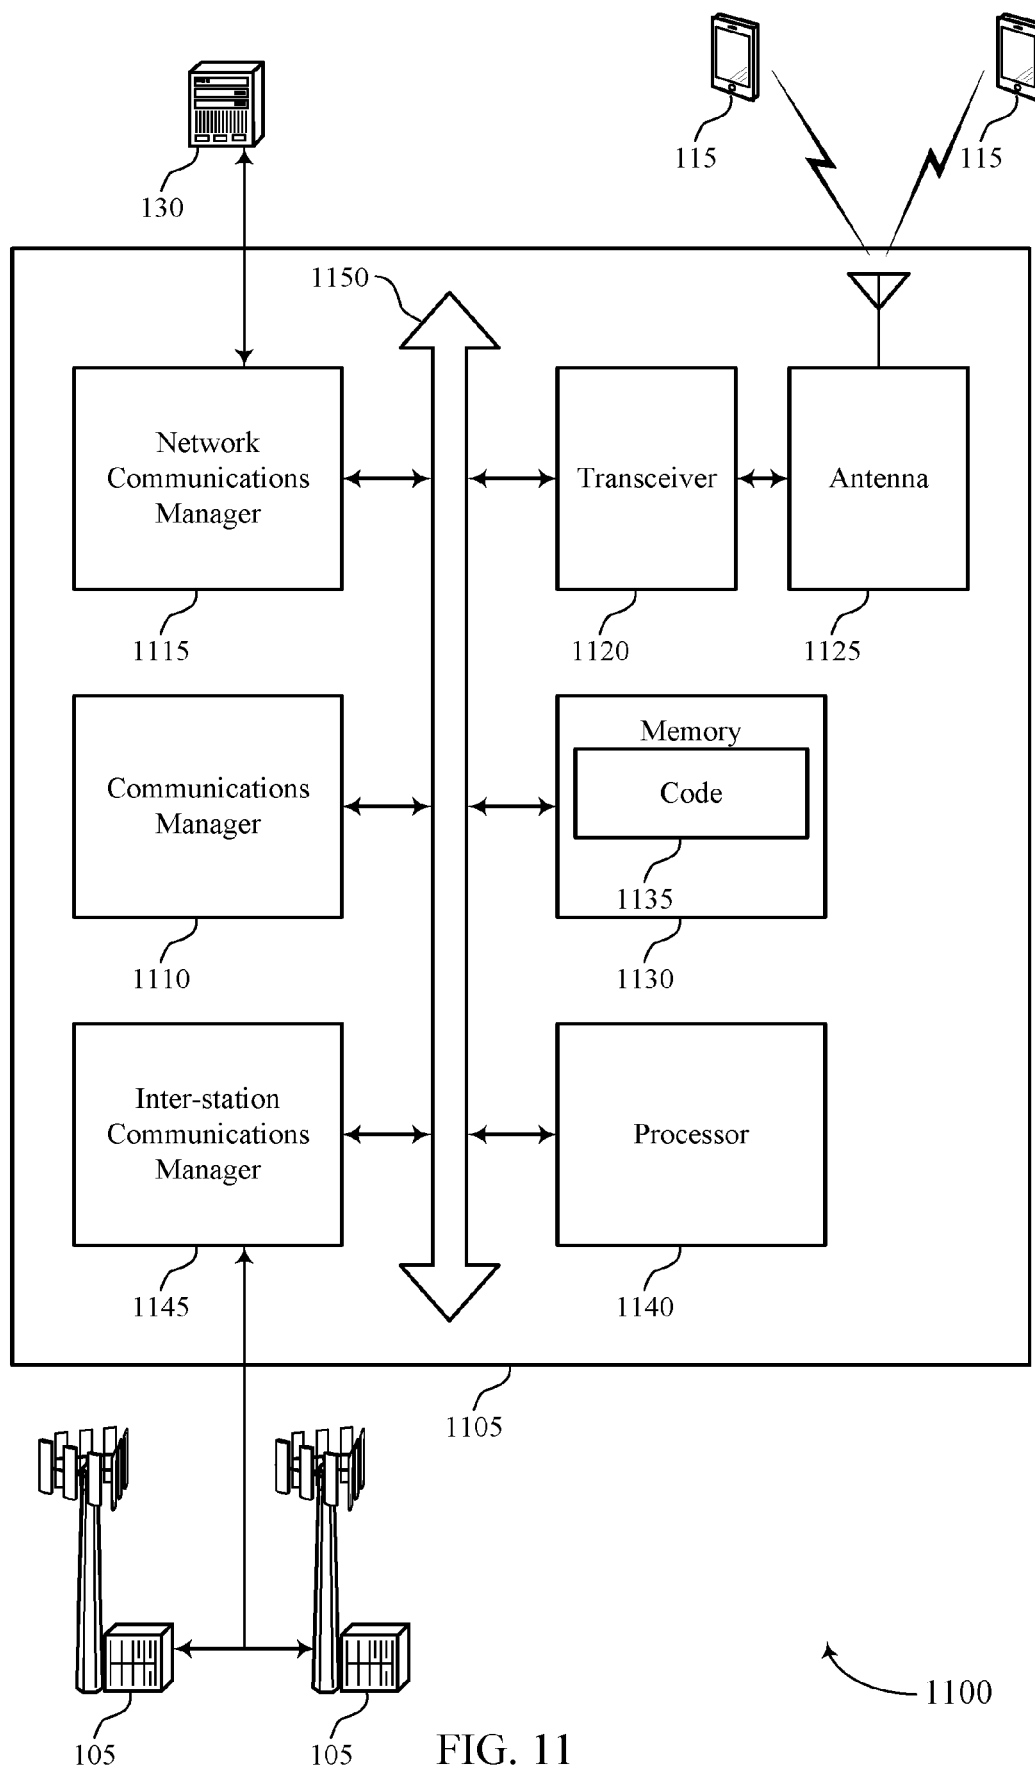 130
115
115
1150
Network
Communications
Manager
Transceiver
Antenna
1115
1120
1125
Communications
Manager
Memory
Code
1135
1110
1130
Inter-station
Communications
Manager
Processor
1145
1140
1105
105
105
1100
FIG. 11